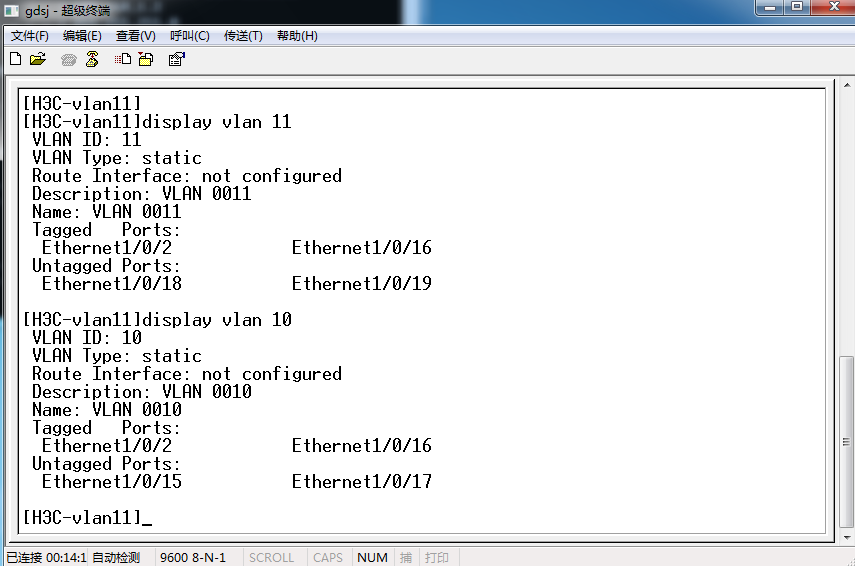 gdsj - 超级终端
文件(F) 编辑(E) 查看(V) 呼叫(C) 传送(T) 帮助(H)
[H3C-vlan11]
[H3C-vlan11]display vlan 11
VLAN ID: 11
VLAN Type: static
Route Interface: not configured
Description: VLAN 0011
Name: VLAN 0011
Tagged   Ports:
Ethernet1/0/2            Ethernet1/0/16
Untagged Ports:
Ethernet1/0/18           Ethernet1/0/19
[H3C-vlan11]display vlan 10
VLAN ID: 10
VLAN Type: static
Route Interface: not configured
Description: VLAN 0010
Name: VLAN 0010
Tagged   Ports:
Ethernet1/0/2            Ethernet1/0/16
Untagged Ports:
Ethernet1/0/15           Ethernet1/0/17
[H3C-vlan11]_
已连接 00:14:1 自动检测 9600 8-N-1 SCROLL CAPS NUM 捕 打印